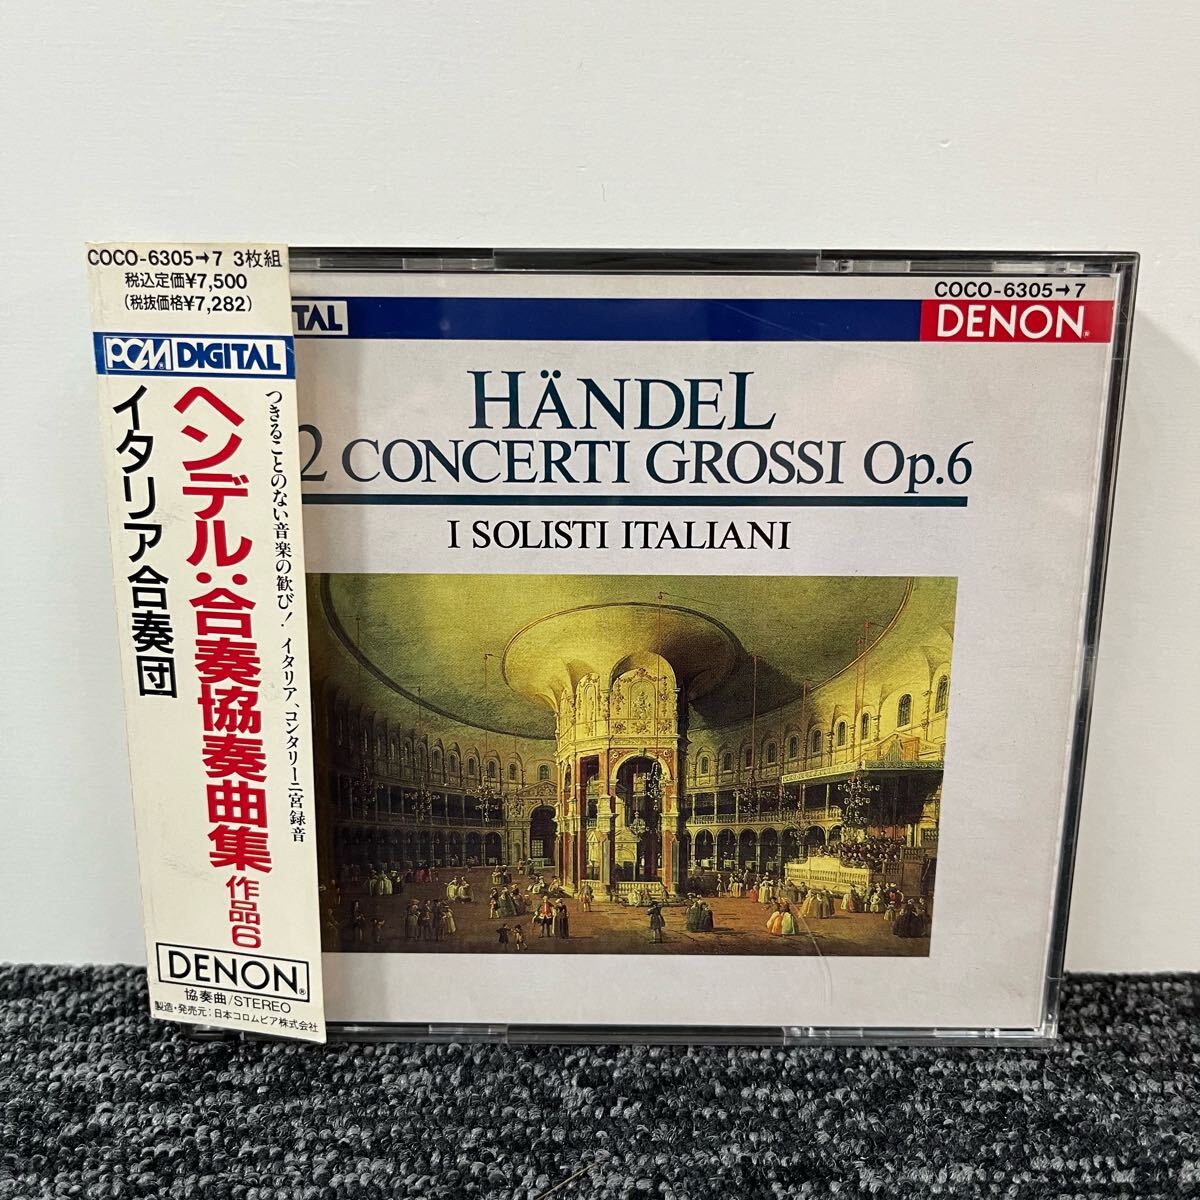 COCO-6305→7 3枚組
税込定価¥7,500
(税抜価格¥7,282)
PCM DIGITAL
つきることのない音楽の歓び! イタリア、コンタリーニ宮録音
ヘンデル:合奏協奏曲集 作品6
イタリア合奏団
DENON®
協奏曲/STEREO
製造・発売元:日本コロムビア株式会社
COCO-6305→7
TAL
DENON®
HÄNDEL
2 CONCERTI GROSSI Op.6
I SOLISTI ITALIANI